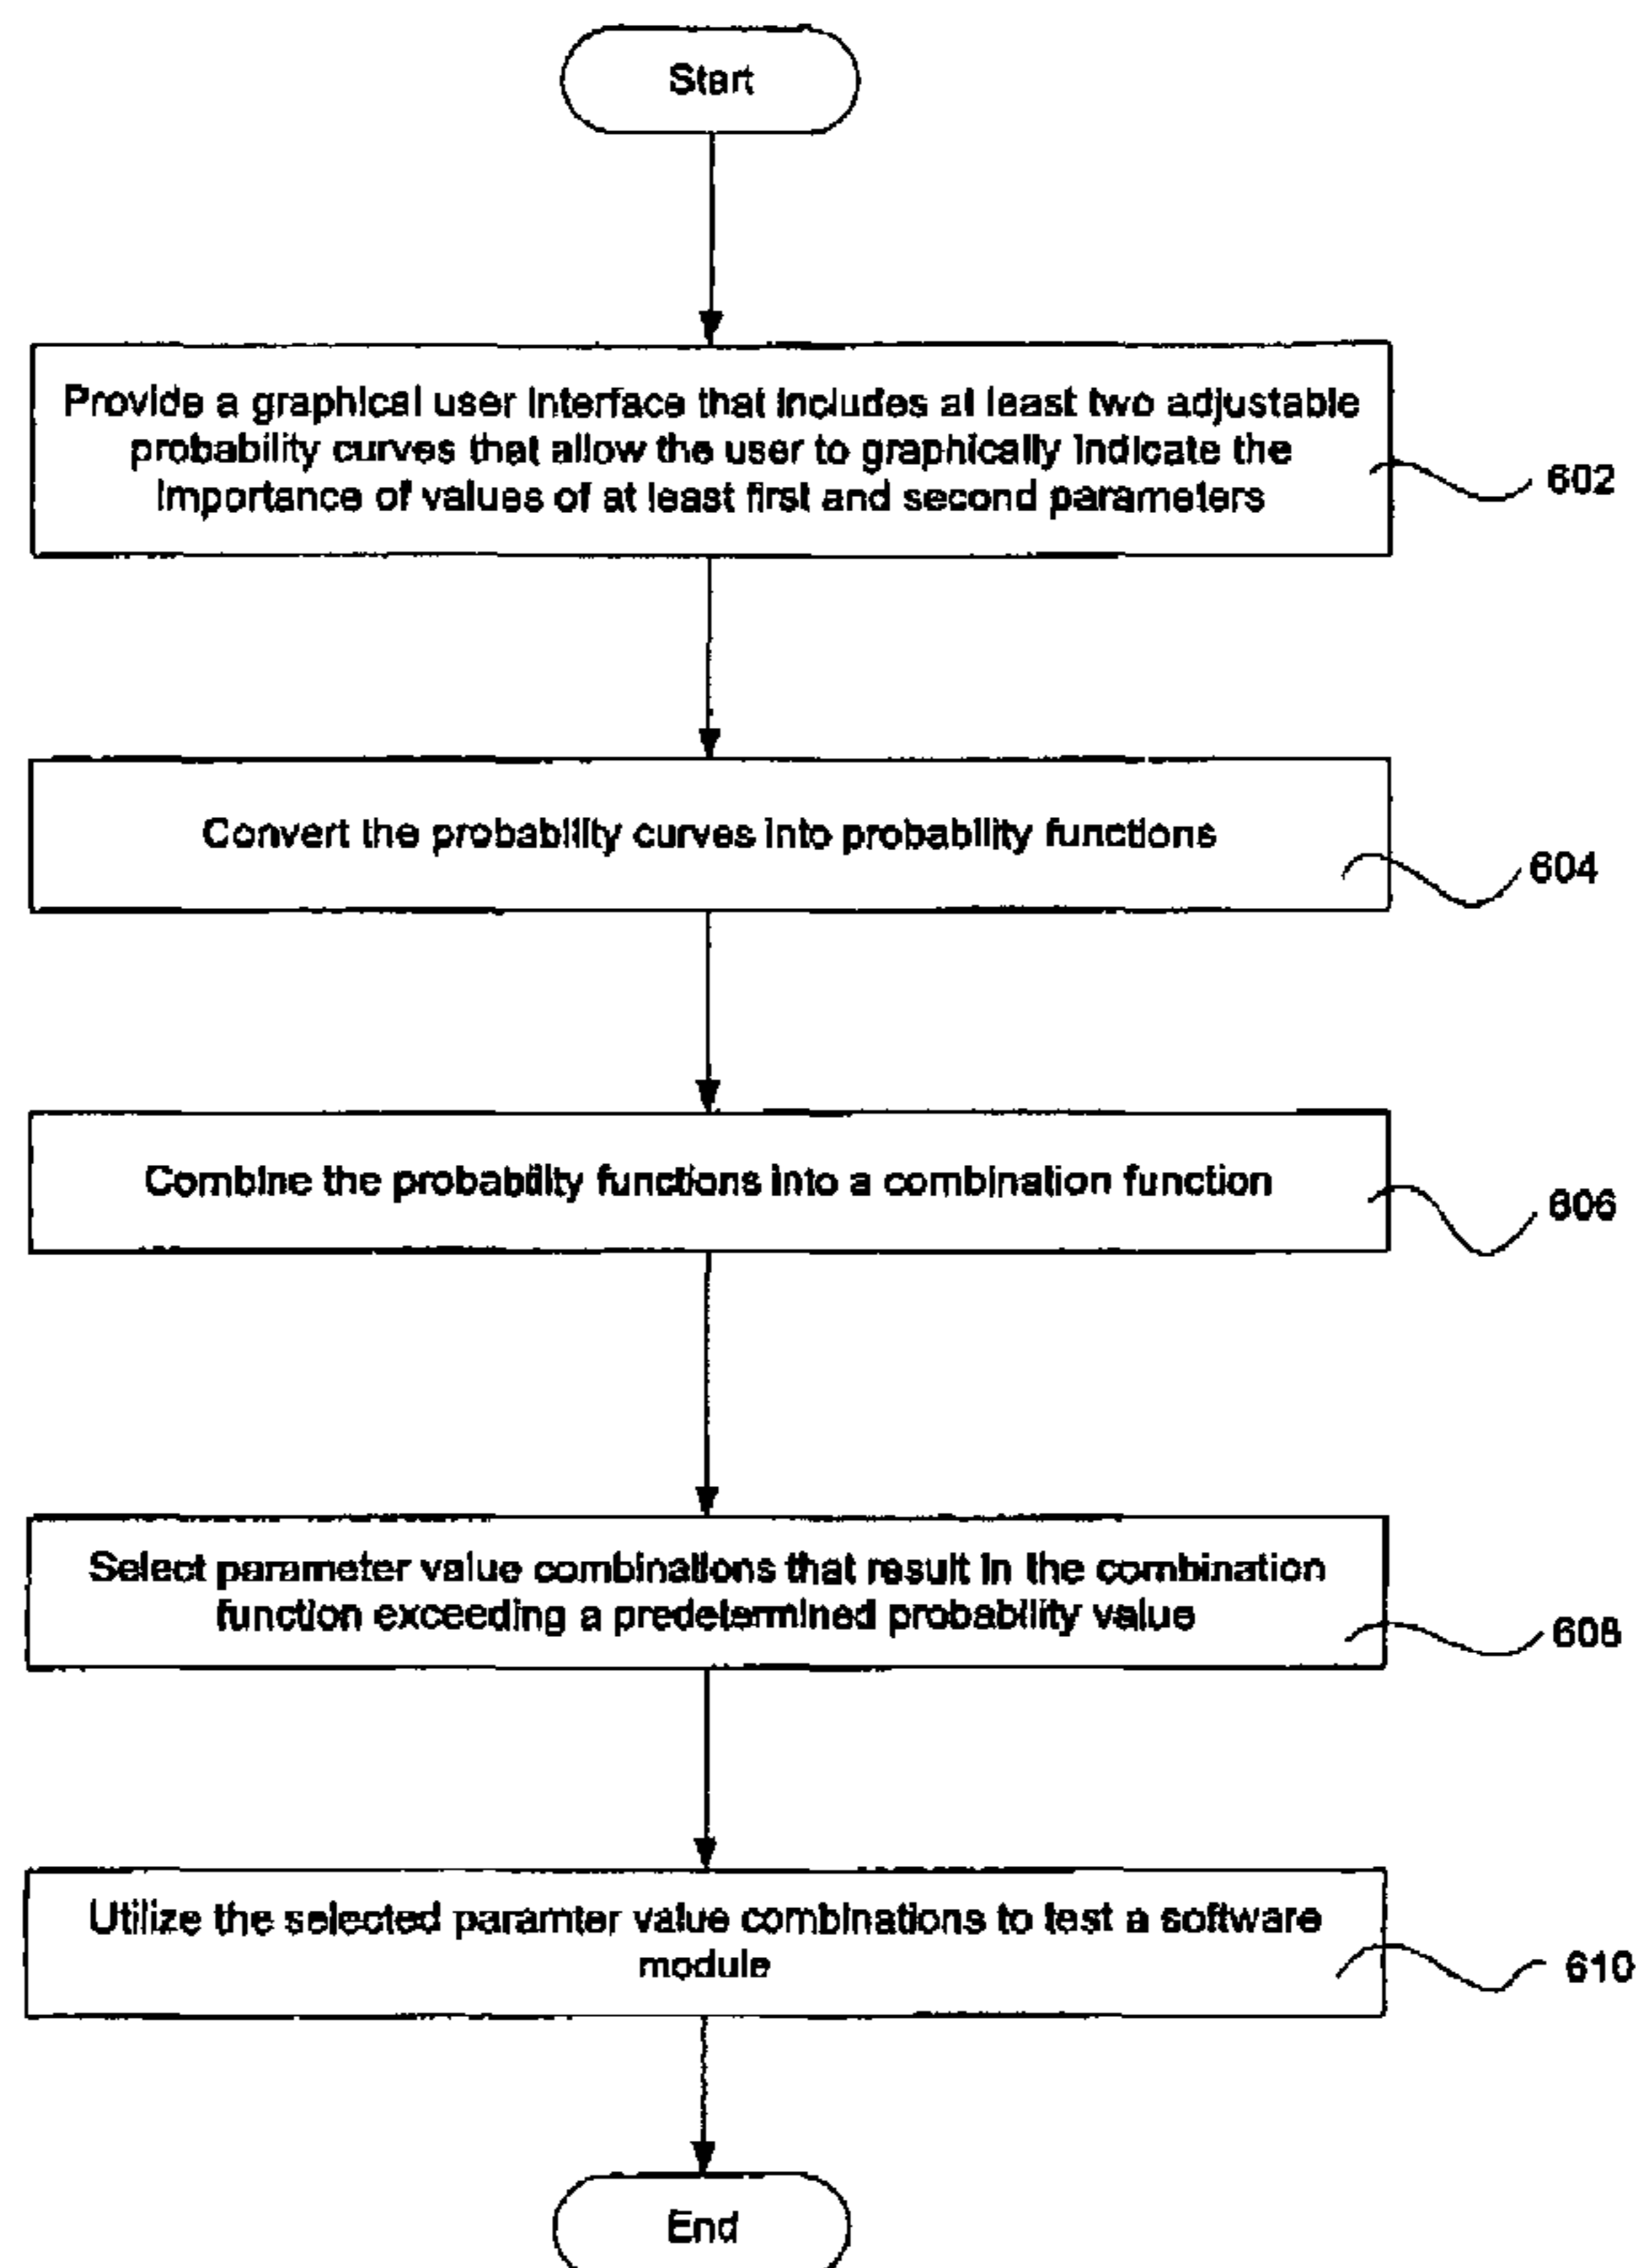 Start
Provide a graphical user interface that includes at least two adjustable
probability curves that allow the user to graphically indicate the
importance of values of at least first and second parameters
602
Convert the probability curves into probability functions
604
Combine the probability functions into a combination function
606
Select parameter value combinations that result in the combination
function exceeding a predetermined probability value
608
Utilize the selected paramter value combinations to test a software
module
610
End